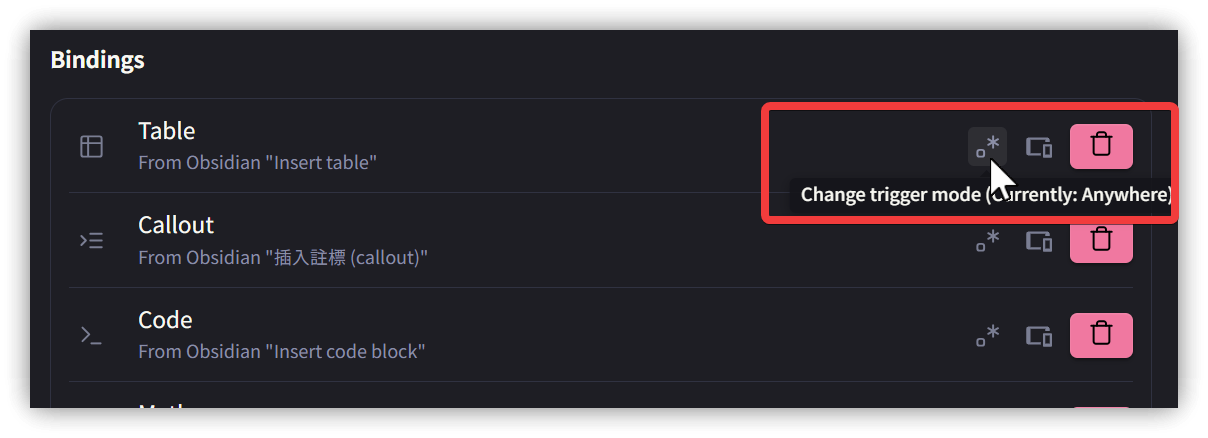 Bindings
Table
From Obsidian "Insert table"
Change trigger mode (Currently: Anywhere)
Callout
From Obsidian "插入註標 (callout)"
Code
From Obsidian "Insert code block"